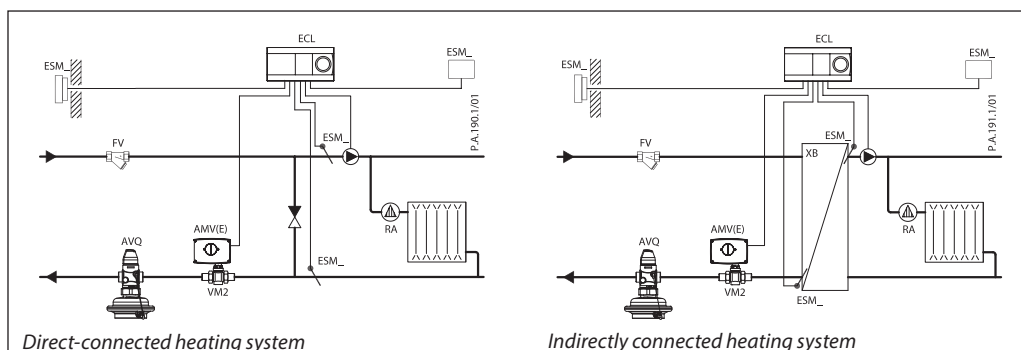 ECL
ESM_
ESM_
P.A.190.1/01
FV
ESM_
RA
AVQ
AMV(E)
ESM_
VM2
Direct-connected heating system
ECL
ESM_
ESM_
P.A.191.1/01
FV
ESM_
XB
RA
AVQ
AMV(E)
VM2
ESM_
Indirectly connected heating system